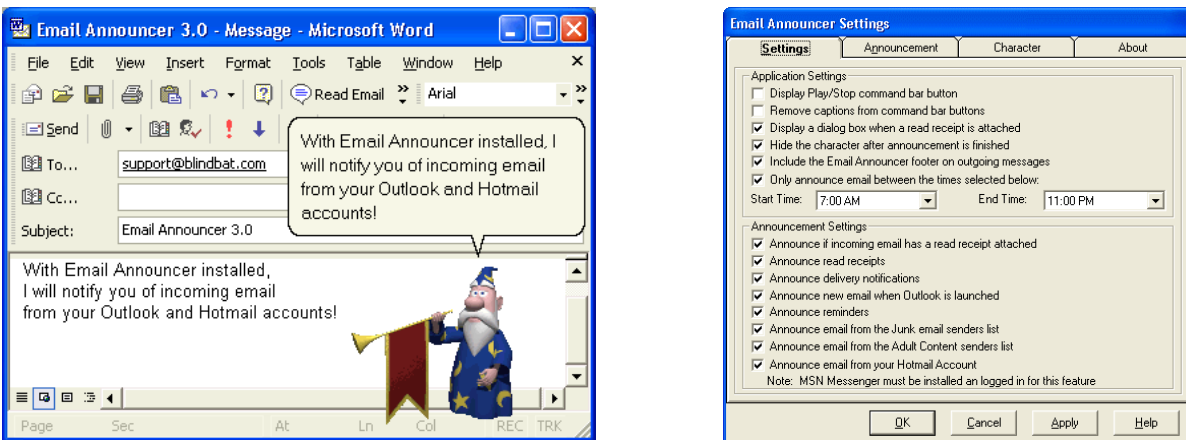 Email Announcer 3.0 - Message - Microsoft Word
File Edit View Insert Format Tools Table Window Help
Read Email Arial
Send
To... support@blindbat.com
Cc...
Subject: Email Announcer 3.0
With Email Announcer installed, I
will notify you of incoming email
from your Outlook and Hotmail
accounts!
With Email Announcer installed,
I will notify you of incoming email
from your Outlook and Hotmail accounts!
Page Sec At Ln Col REC TRK
Email Announcer Settings
Settings Announcement Character About
Application Settings
Display Play/Stop command bar button
Remove captions from command bar buttons
Display a dialog box when a read receipt is attached
Hide the character after announcement is finished
Include the Email Announcer footer on outgoing messages
Only announce email between the times selected below:
Start Time: 7:00 AM End Time: 11:00 PM
Announcement Settings
Announce if incoming email has a read receipt attached
Announce read receipts
Announce delivery notifications
Announce new email when Outlook is launched
Announce reminders
Announce email from the Junk email senders list
Announce email from the Adult Content senders list
Announce email from your Hotmail Account
Note: MSN Messenger must be installed an logged in for this feature
OK Cancel Apply Help